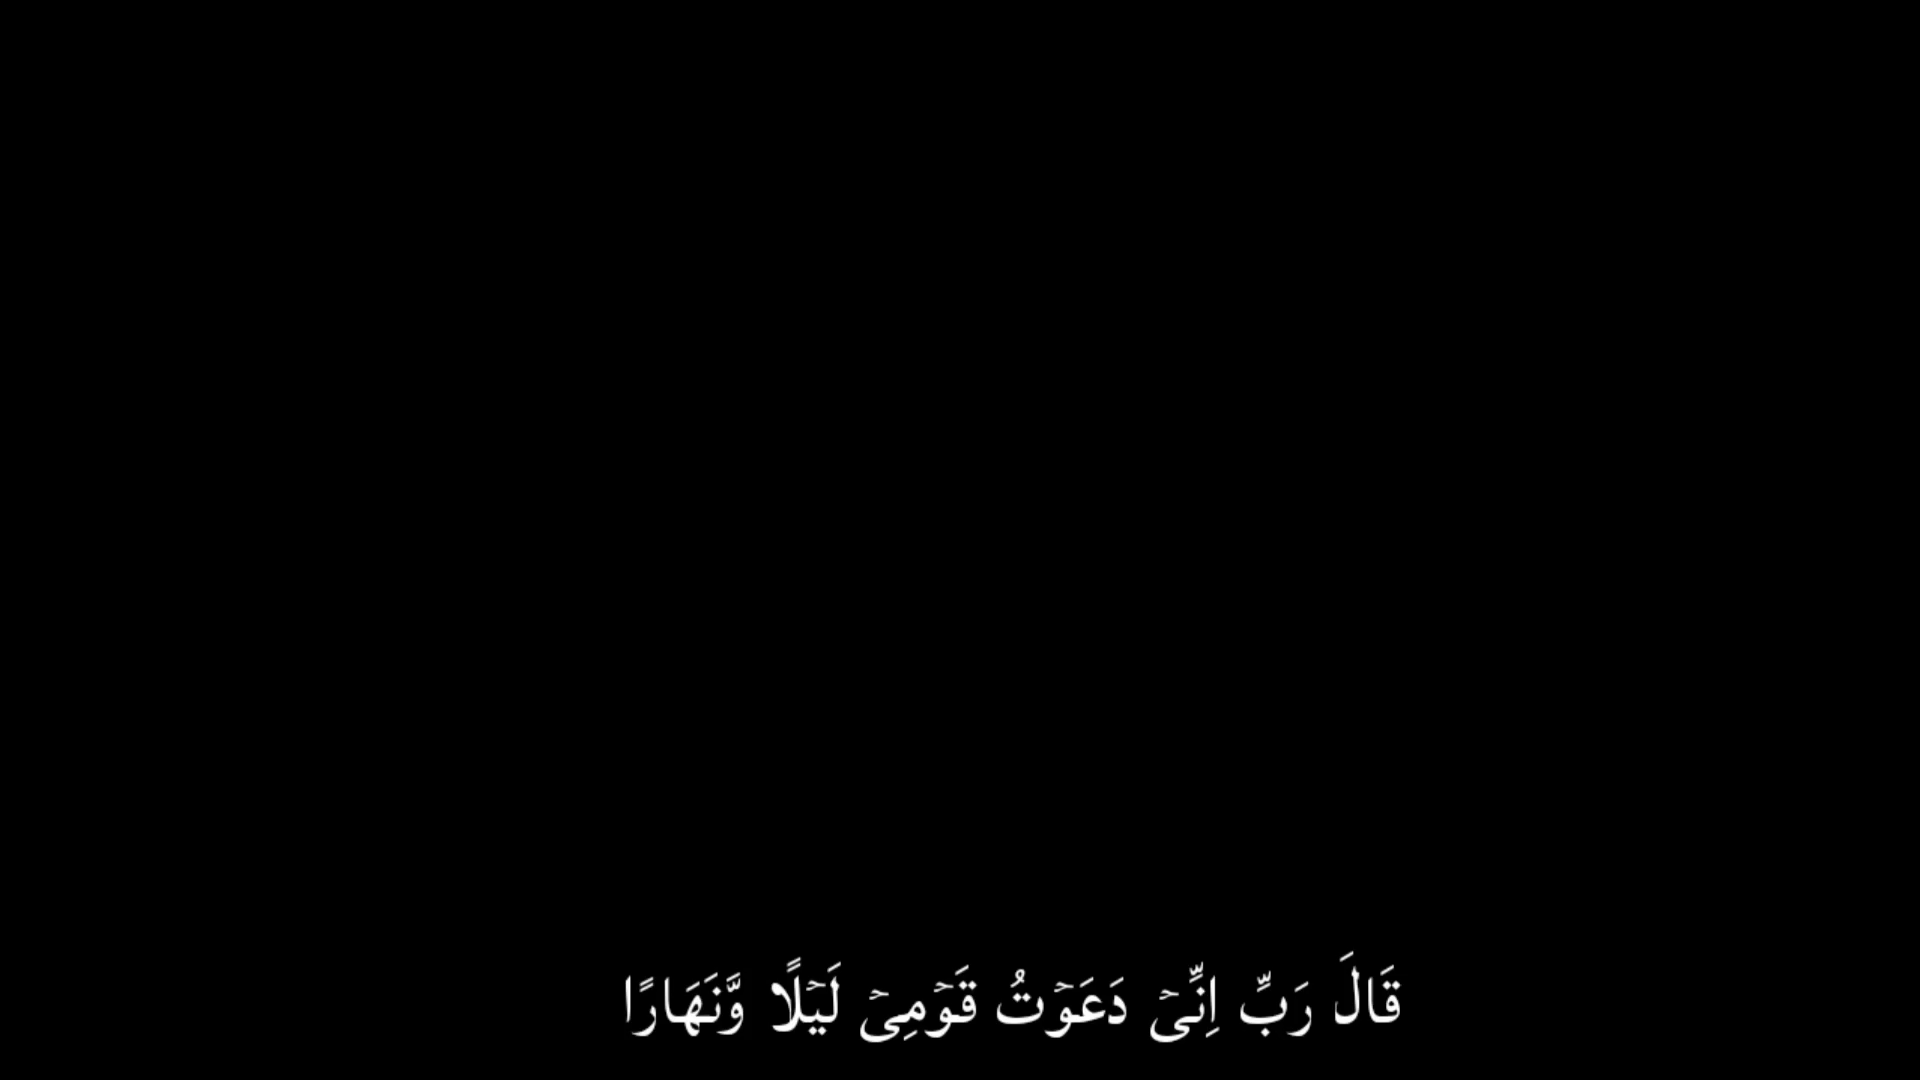 قَالَ رَبِّ اِنِّىۡ دَعَوۡتُ قَوۡمِىۡ لَيۡلًا وَّنَهَارًا